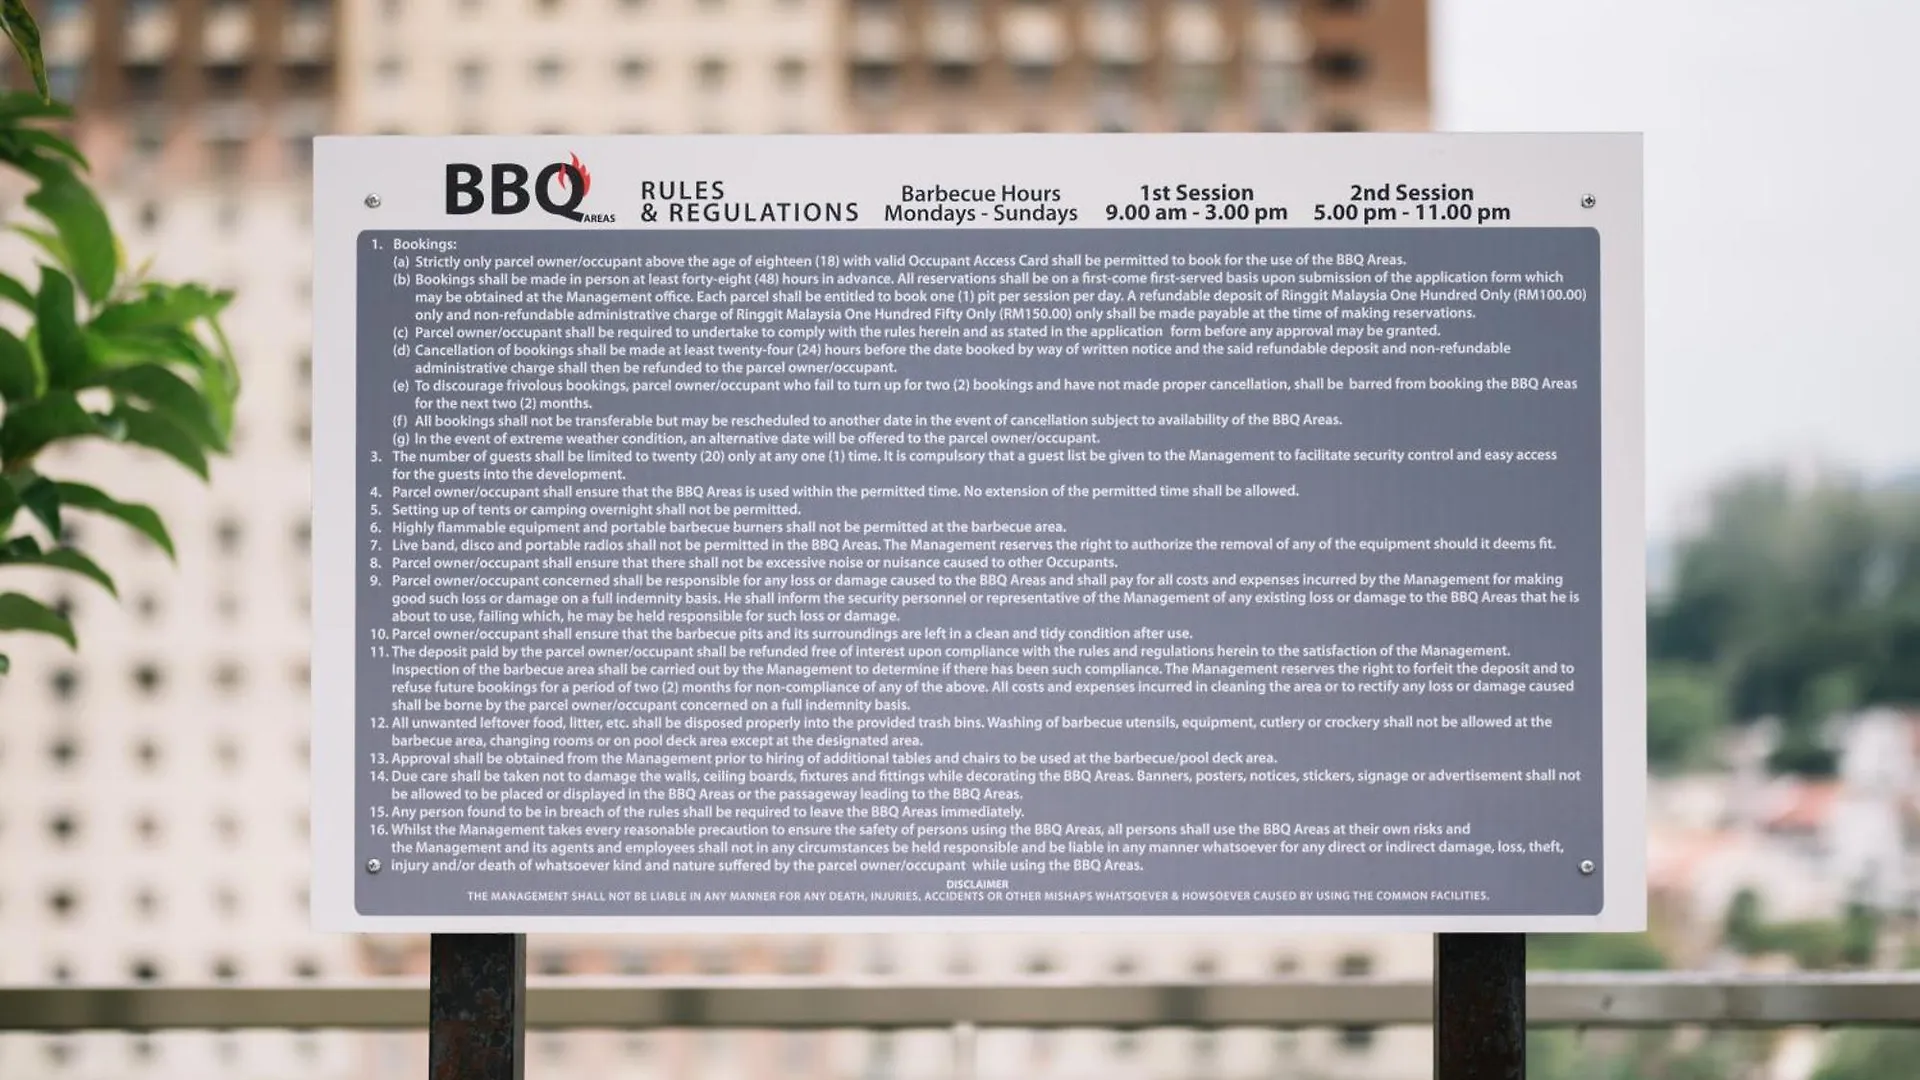 BBQ AREAS
RULES
& REGULATIONS
Barbecue Hours
Mondays - Sundays
1st Session
9.00 am - 3.00 pm
2nd Session
5.00 pm - 11.00 pm
1. Bookings:
(a) Strictly only parcel owner/occupant above the age of eighteen (18) with valid Occupant Access Card shall be permitted to book for the use of the BBQ Areas.
(b) Bookings shall be made in person at least forty-eight (48) hours in advance. All reservations shall be on a first-come first-served basis upon submission of the application form which
may be obtained at the Management office. Each parcel shall be entitled to book one (1) pit per session per day. A refundable deposit of Ringgit Malaysia One Hundred Only (RM100.00)
only and non-refundable administrative charge of Ringgit Malaysia One Hundred Fifty Only (RM150.00) only shall be made payable at the time of making reservations.
(c) Parcel owner/occupant shall be required to undertake to comply with the rules herein and as stated in the application form before any approval may be granted.
(d) Cancellation of bookings shall be made at least twenty-four (24) hours before the date booked by way of written notice and the said refundable deposit and non-refundable
administrative charge shall then be refunded to the parcel owner/occupant.
(e) To discourage frivolous bookings, parcel owner/occupant who fail to turn up for two (2) bookings and have not made proper cancellation, shall be barred from booking the BBQ Areas
for the next two (2) months.
(f) All bookings shall not be transferable but may be rescheduled to another date in the event of cancellation subject to availability of the BBQ Areas.
(g) In the event of extreme weather condition, an alternative date will be offered to the parcel owner/occupant.
3. The number of guests shall be limited to twenty (20) only at any one (1) time. It is compulsory that a guest list be given to the Management to facilitate security control and easy access
for the guests into the development.
4. Parcel owner/occupant shall ensure that the BBQ Areas is used within the permitted time. No extension of the permitted time shall be allowed.
5. Setting up of tents or camping overnight shall not be permitted.
6. Highly flammable equipment and portable barbecue burners shall not be permitted at the barbecue area.
7. Live band, disco and portable radios shall not be permitted in the BBQ Areas. The Management reserves the right to authorize the removal of any of the equipment should it deems fit.
8. Parcel owner/occupant shall ensure that there shall not be excessive noise or nuisance caused to other Occupants.
9. Parcel owner/occupant concerned shall be responsible for any loss or damage caused to the BBQ Areas and shall pay for all costs and expenses incurred by the Management for making
good such loss or damage on a full indemnity basis. He shall inform the security personnel or representative of the Management of any existing loss or damage to the BBQ Areas that he is
about to use, failing which, he may be held responsible for such loss or damage.
10. Parcel owner/occupant shall ensure that the barbecue pits and its surroundings are left in a clean and tidy condition after use.
11. The deposit paid by the parcel owner/occupant shall be refunded free of interest upon compliance with the rules and regulations herein to the satisfaction of the Management.
Inspection of the barbecue area shall be carried out by the Management to determine if there has been such compliance. The Management reserves the right to forfeit the deposit and to
refuse future bookings for a period of two (2) months for non-compliance of any of the above. All costs and expenses incurred in cleaning the area or to rectify any loss or damage caused
shall be borne by the parcel owner/occupant concerned on a full indemnity basis.
12. All unwanted leftover food, litter, etc. shall be disposed properly into the provided trash bins. Washing of barbecue utensils, equipment, cutlery or crockery shall not be allowed at the
barbecue area, changing rooms or on pool deck area except at the designated area.
13. Approval shall be obtained from the Management prior to hiring of additional tables and chairs to be used at the barbecue/pool deck area.
14. Due care shall be taken not to damage the walls, ceiling boards, fixtures and fittings while decorating the BBQ Areas. Banners, posters, notices, stickers, signage or advertisement shall not
be allowed to be placed or displayed in the BBQ Areas or the passageway leading to the BBQ Areas.
15. Any person found to be in breach of the rules shall be required to leave the BBQ Areas immediately.
16. Whilst the Management takes every reasonable precaution to ensure the safety of persons using the BBQ Areas, all persons shall use the BBQ Areas at their own risks and
the Management and its agents and employees shall not in any circumstances be held responsible and be liable in any manner whatsoever for any direct or indirect damage, loss, theft,
injury and/or death of whatsoever kind and nature suffered by the parcel owner/occupant while using the BBQ Areas.
DISCLAIMER
THE MANAGEMENT SHALL NOT BE LIABLE IN ANY MANNER FOR ANY DEATH, INJURIES, ACCIDENTS OR OTHER MISHAPS WHATSOEVER & HOWSOEVER CAUSED BY USING THE COMMON FACILITIES.